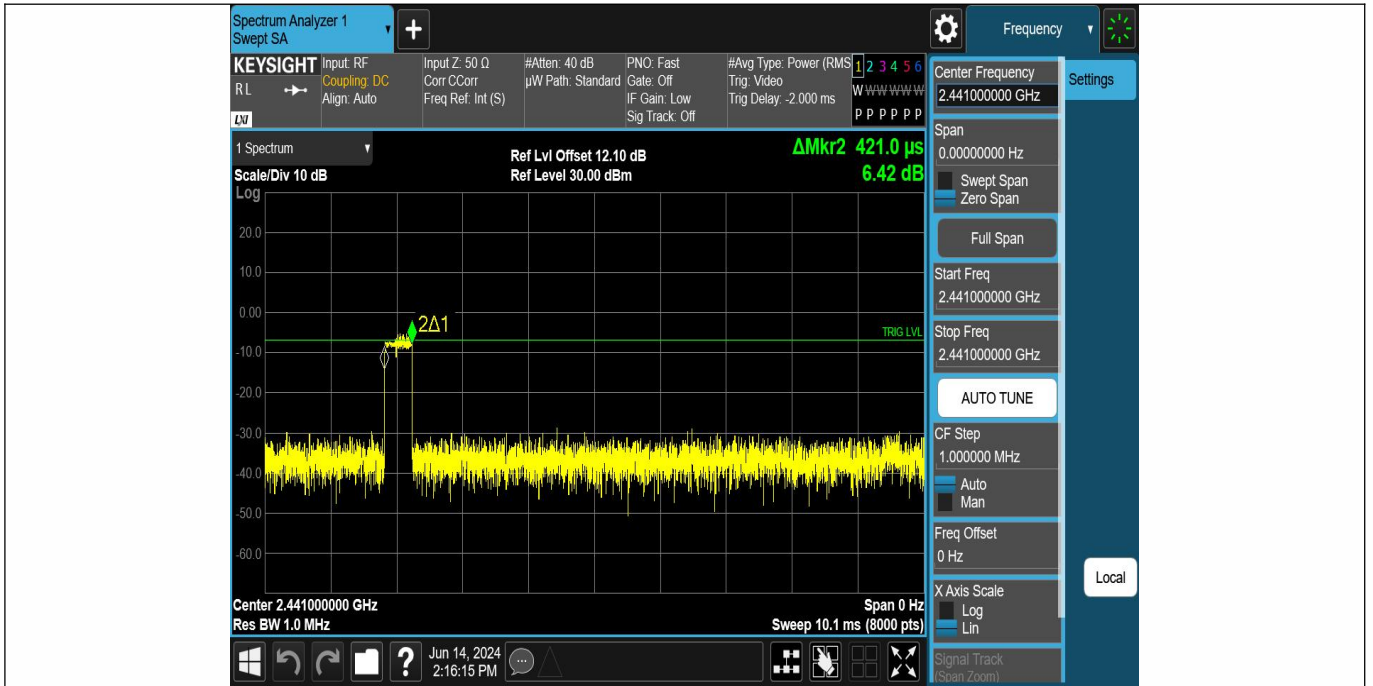 Spectrum Analyzer 1
Swept SA
+
Frequency
KEYSIGHT
RL
LXI
Input: RF
Coupling: DC
Align: Auto
Input Z: 50 Ω
Corr CCorr
Freq Ref: Int (S)
#Atten: 40 dB
µW Path: Standard
PNO: Fast
Gate: Off
IF Gain: Low
Sig Track: Off
#Avg Type: Power (RMS
Trig: Video
Trig Delay: -2.000 ms
1 2 3 4 5 6
W W W W W W
P P P P P P
Center Frequency
2.441000000 GHz
Settings
Span
0.00000000 Hz
Swept Span
Zero Span
Full Span
Start Freq
2.441000000 GHz
Stop Freq
2.441000000 GHz
AUTO TUNE
CF Step
1.000000 MHz
Auto
Man
Freq Offset
0 Hz
X Axis Scale
Log
Lin
Signal Track
(Span Zoom)
Local
1 Spectrum
Scale/Div 10 dB
Log
Ref Lvl Offset 12.10 dB
Ref Level 30.00 dBm
ΔMkr2 421.0 µs
6.42 dB
20.0
10.0
0.00
2Δ1
TRIG LVL
-10.0
-20.0
-30.0
-40.0
-50.0
-60.0
Center 2.441000000 GHz
Span 0 Hz
Res BW 1.0 MHz
Sweep 10.1 ms (8000 pts)
?
Jun 14, 2024
2:16:15 PM